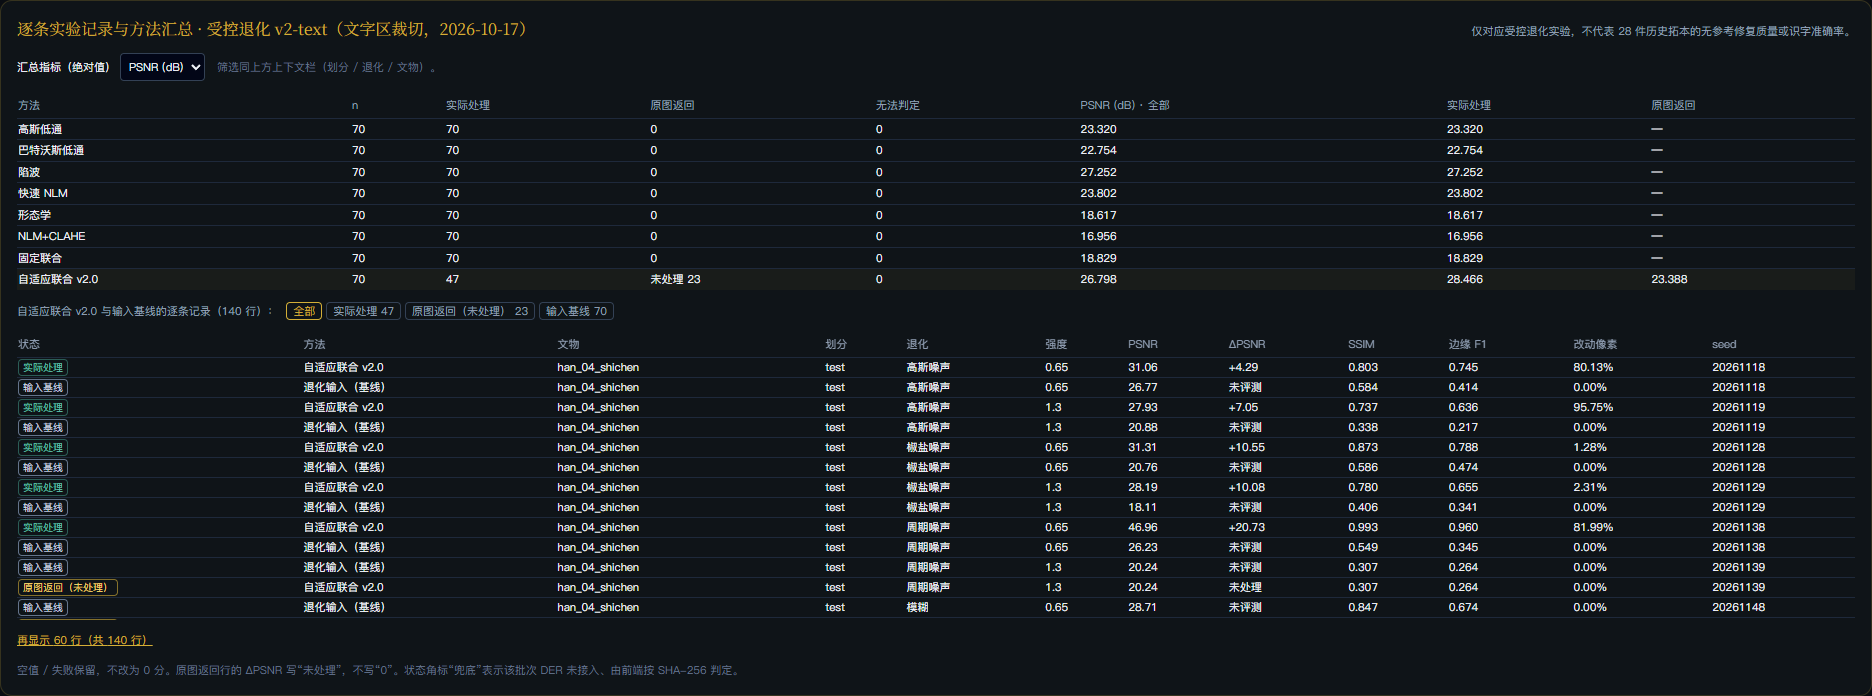 逐条实验记录与方法汇总 · 受控退化 v2-text（文字区裁切，2026-10-17）
仅对应受控退化实验，不代表 28 件历史拓本的无参考修复质量或识字准确率。
汇总指标（绝对值） PSNR (dB) 筛选同上方上下文栏（划分 / 退化 / 文物）。
方法 n 实际处理 原图返回 无法判定 PSNR (dB) · 全部 实际处理 原图返回
高斯低通 70 70 0 0 23.320 23.320 —
巴特沃斯低通 70 70 0 0 22.754 22.754 —
陷波 70 70 0 0 27.252 27.252 —
快速 NLM 70 70 0 0 23.802 23.802 —
形态学 70 70 0 0 18.617 18.617 —
NLM+CLAHE 70 70 0 0 16.956 16.956 —
固定联合 70 70 0 0 18.829 18.829 —
自适应联合 v2.0 70 47 未处理 23 0 26.798 28.466 23.388
自适应联合 v2.0 与输入基线的逐条记录（140 行）： 全部 实际处理 47 原图返回（未处理） 23 输入基线 70
状态 方法 文物 划分 退化 强度 PSNR ΔPSNR SSIM 边缘 F1 改动像素 seed
实际处理 自适应联合 v2.0 han_04_shichen test 高斯噪声 0.65 31.06 +4.29 0.803 0.745 80.13% 20261118
输入基线 退化输入（基线） han_04_shichen test 高斯噪声 0.65 26.77 未评测 0.584 0.414 0.00% 20261118
实际处理 自适应联合 v2.0 han_04_shichen test 高斯噪声 1.3 27.93 +7.05 0.737 0.636 95.75% 20261119
输入基线 退化输入（基线） han_04_shichen test 高斯噪声 1.3 20.88 未评测 0.338 0.217 0.00% 20261119
实际处理 自适应联合 v2.0 han_04_shichen test 椒盐噪声 0.65 31.31 +10.55 0.873 0.788 1.28% 20261128
输入基线 退化输入（基线） han_04_shichen test 椒盐噪声 0.65 20.76 未评测 0.586 0.474 0.00% 20261128
实际处理 自适应联合 v2.0 han_04_shichen test 椒盐噪声 1.3 28.19 +10.08 0.780 0.655 2.31% 20261129
输入基线 退化输入（基线） han_04_shichen test 椒盐噪声 1.3 18.11 未评测 0.406 0.341 0.00% 20261129
实际处理 自适应联合 v2.0 han_04_shichen test 周期噪声 0.65 46.96 +20.73 0.993 0.960 81.99% 20261138
输入基线 退化输入（基线） han_04_shichen test 周期噪声 0.65 26.23 未评测 0.549 0.345 0.00% 20261138
输入基线 退化输入（基线） han_04_shichen test 周期噪声 1.3 20.24 未评测 0.307 0.264 0.00% 20261139
原图返回（未处理） 自适应联合 v2.0 han_04_shichen test 周期噪声 1.3 20.24 未处理 0.307 0.264 0.00% 20261139
输入基线 退化输入（基线） han_04_shichen test 模糊 0.65 28.71 未评测 0.847 0.674 0.00% 20261148
再显示 60 行（共 140 行）
空值 / 失败保留，不改为 0 分。原图返回行的 ΔPSNR 写“未处理”，不写“0”。状态角标“兜底”表示该批次 DER 未接入、由前端按 SHA-256 判定。